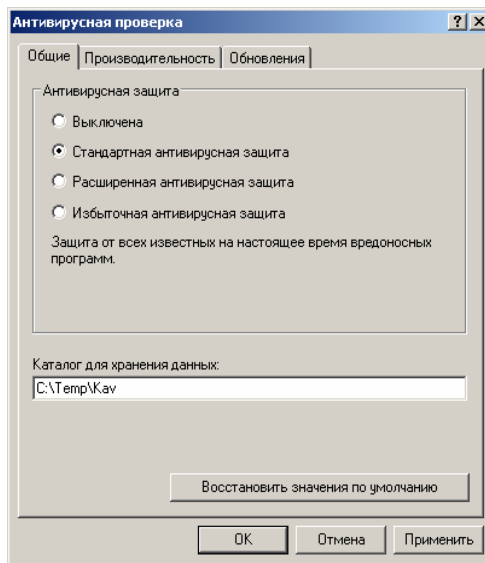 Антивирусная проверка
Общие Производительность Обновления
Антивирусная защита
Выключена
Стандартная антивирусная защита
Расширенная антивирусная защита
Избыточная антивирусная защита
Защита от всех известных на настоящее время вредоносных
программ.
Каталог для хранения данных:
C:\Temp\Kav
Восстановить значения по умолчанию
OK Отмена Применить